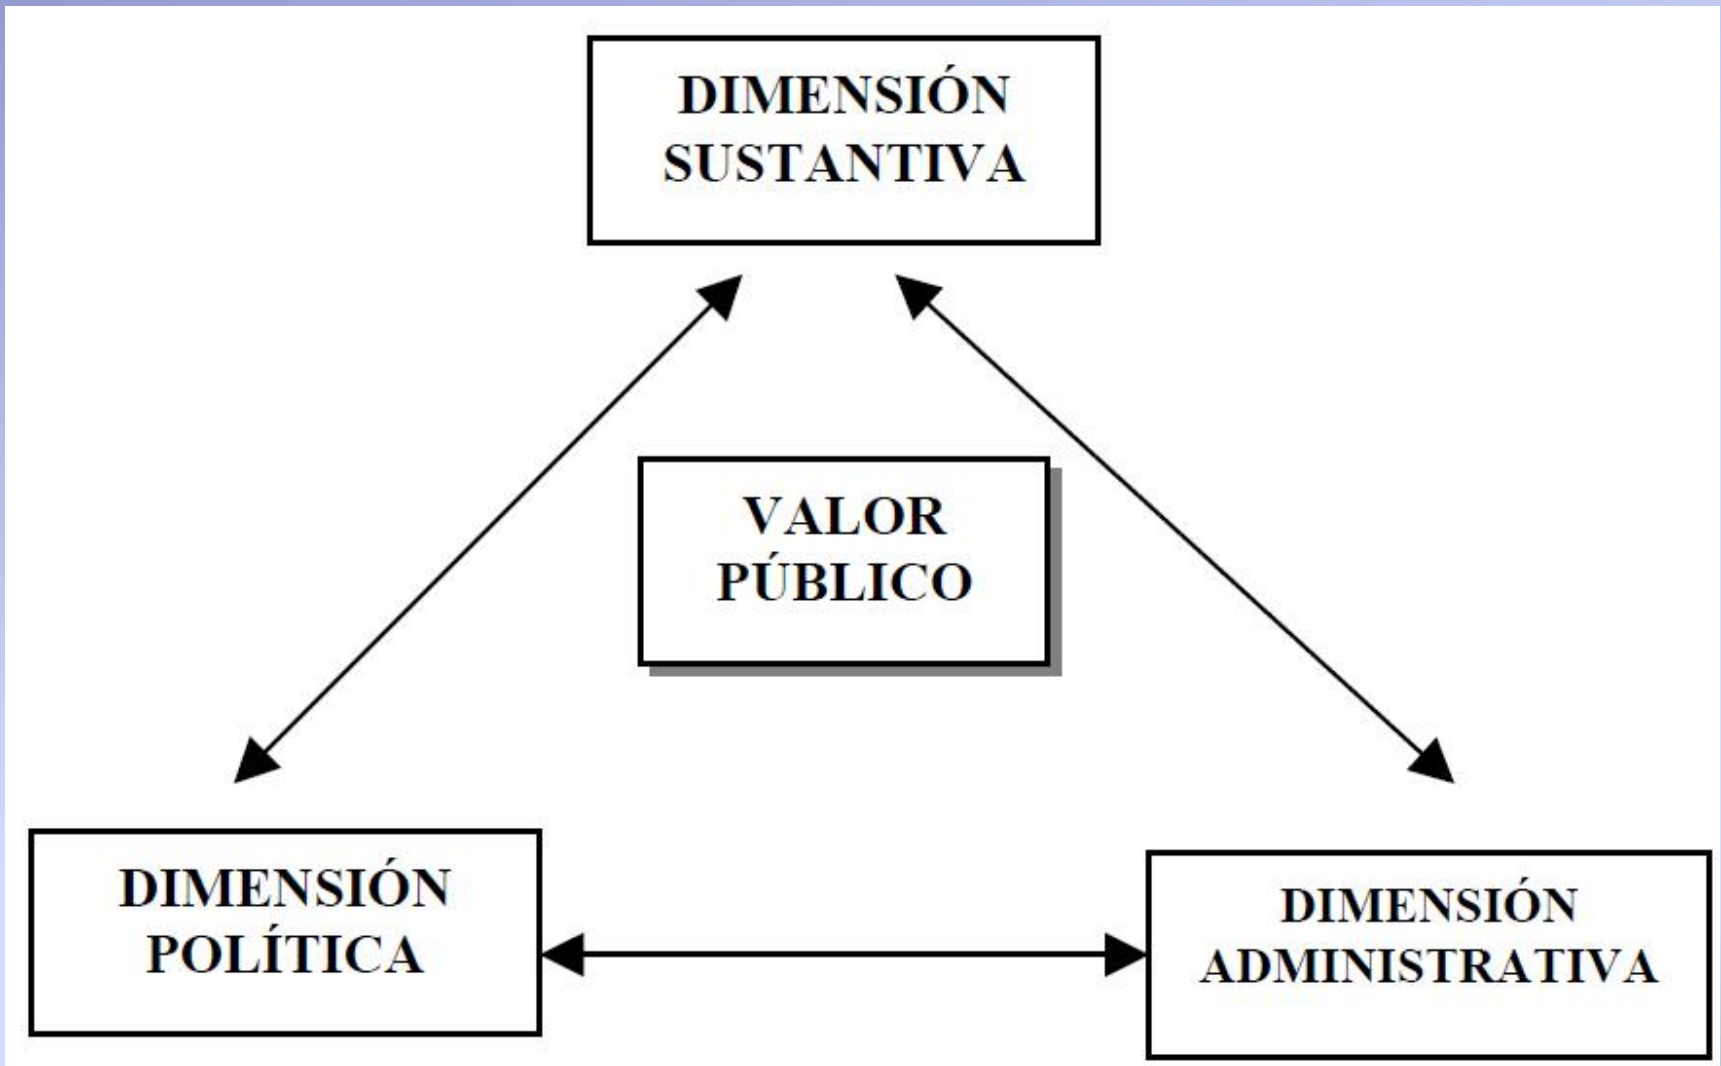 DIMENSIÓN
SUSTANTIVA
VALOR
PÚBLICO
DIMENSIÓN
POLÍTICA
DIMENSIÓN
ADMINISTRATIVA